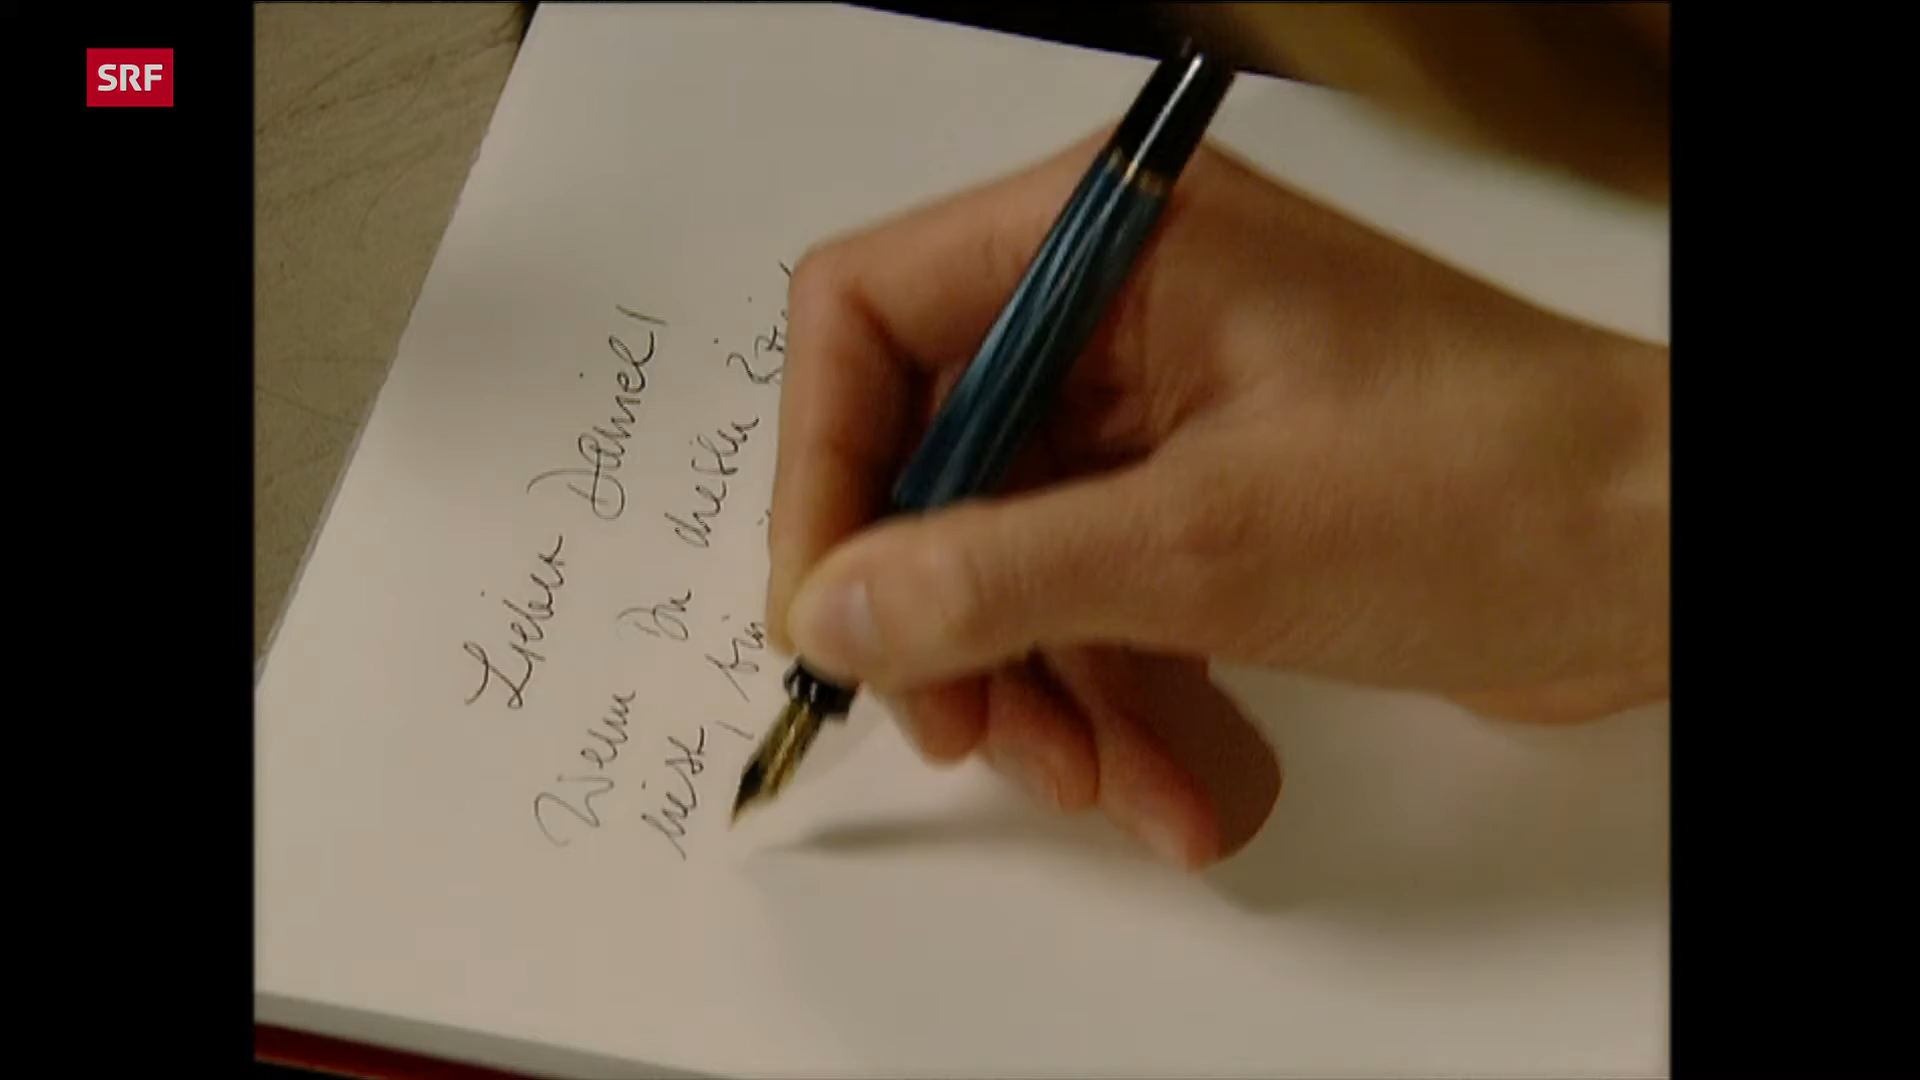 SRF
Lieber Daniel
Wenn Du diesen
liest, bin